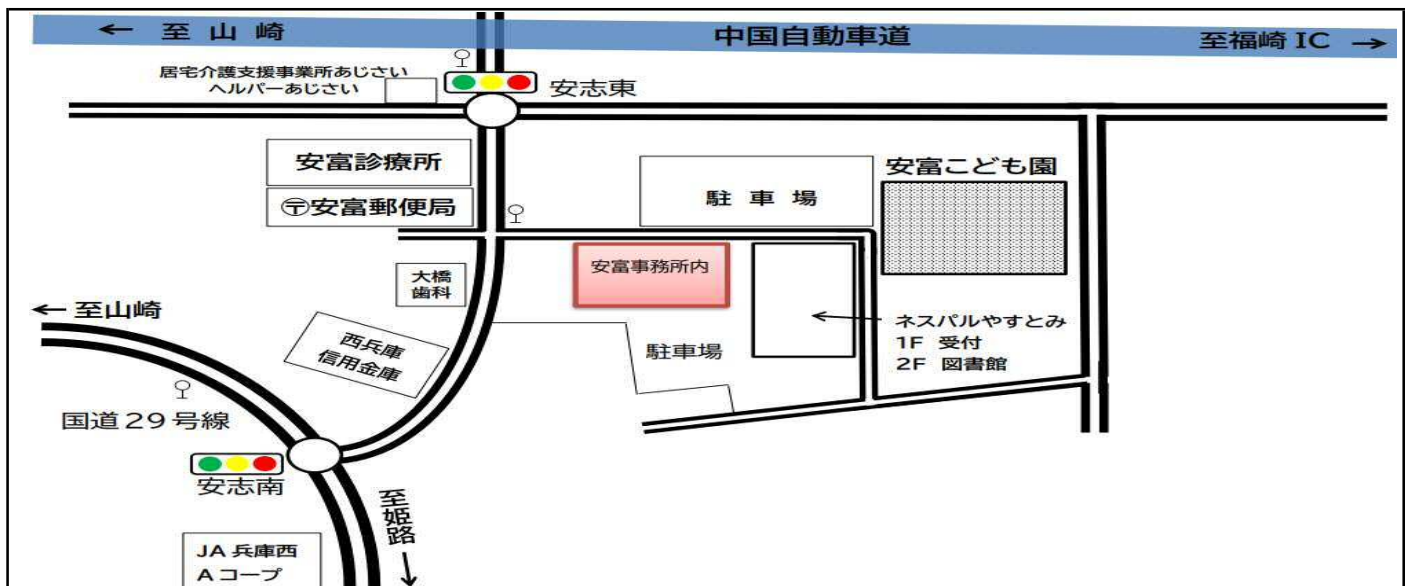 ← 至 山 崎
中国自動車道
至福崎 IC →
居宅介護支援事業所あじさい
ヘルパーあじさい
安志東
安富診療所
〒安富郵便局
駐 車 場
安富こども園
安富事務所内
大橋
歯科
← 至山崎
西兵庫
信用金庫
駐車場
ネスパルやすとみ
1F 受付
2F 図書館
国道29号線
安志南
至姫路
↓
JA 兵庫西
A コープ